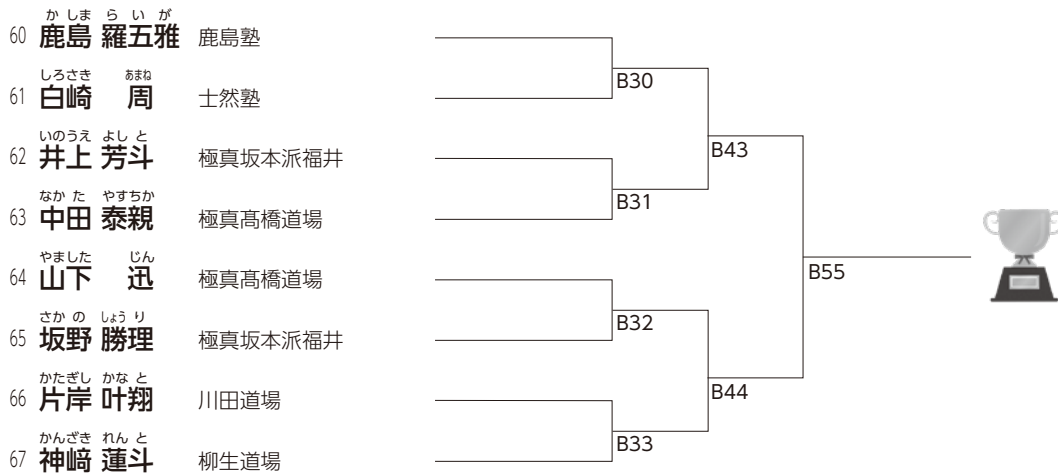 かしま らいが
60 鹿島 羅五雅 鹿島塾
しろさき あまね
61 白崎 周 士然塾
B30
いのうえ よしと
62 井上 芳斗 極真坂本派福井
B43
なかた やすちか
63 中田 泰親 極真髙橋道場
B31
やました じん
64 山下 迅 極真髙橋道場
B55
さかの しょうり
65 坂野 勝理 極真坂本派福井
B32
かたぎし かなと
66 片岸 叶翔 川田道場
B44
かんざき れんと
67 神﨑 蓮斗 柳生道場
B33